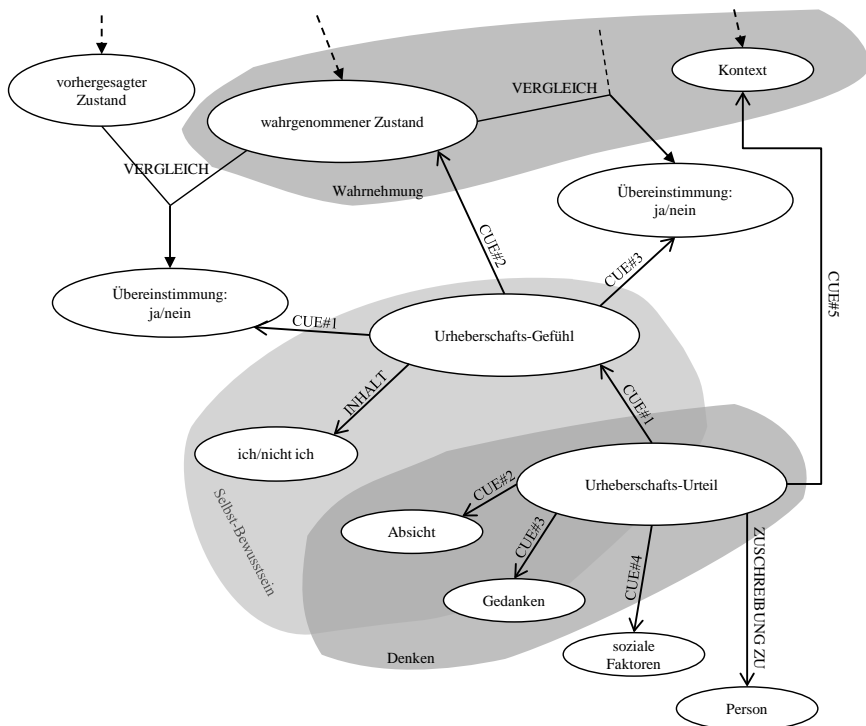 vorhergesagter
Zustand
Kontext
VERGLEICH
wahrgenommener Zustand
VERGLEICH
Wahrnehmung
Übereinstimmung:
ja/nein
CUE#2
CUE#3
CUE#5
Übereinstimmung:
ja/nein
CUE#1
Urheberschafts-Gefühl
INHALT
CUE#1
ich/nicht ich
Urheberschafts-Urteil
CUE#2
Selbst-Bewusstsein
Absicht
CUE#3
CUE#4
ZUSCHREIBUNG ZU
Gedanken
Denken
soziale
Faktoren
Person